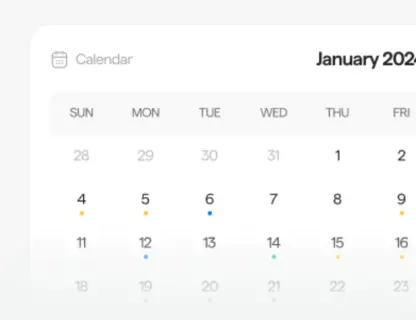 Calendar
January 2024
SUN MON TUE WED THU FRI
28 29 30 31 1 2
4 5 6 7 8 9
11 12 13 14 15 16
18 19 20 21 22 23